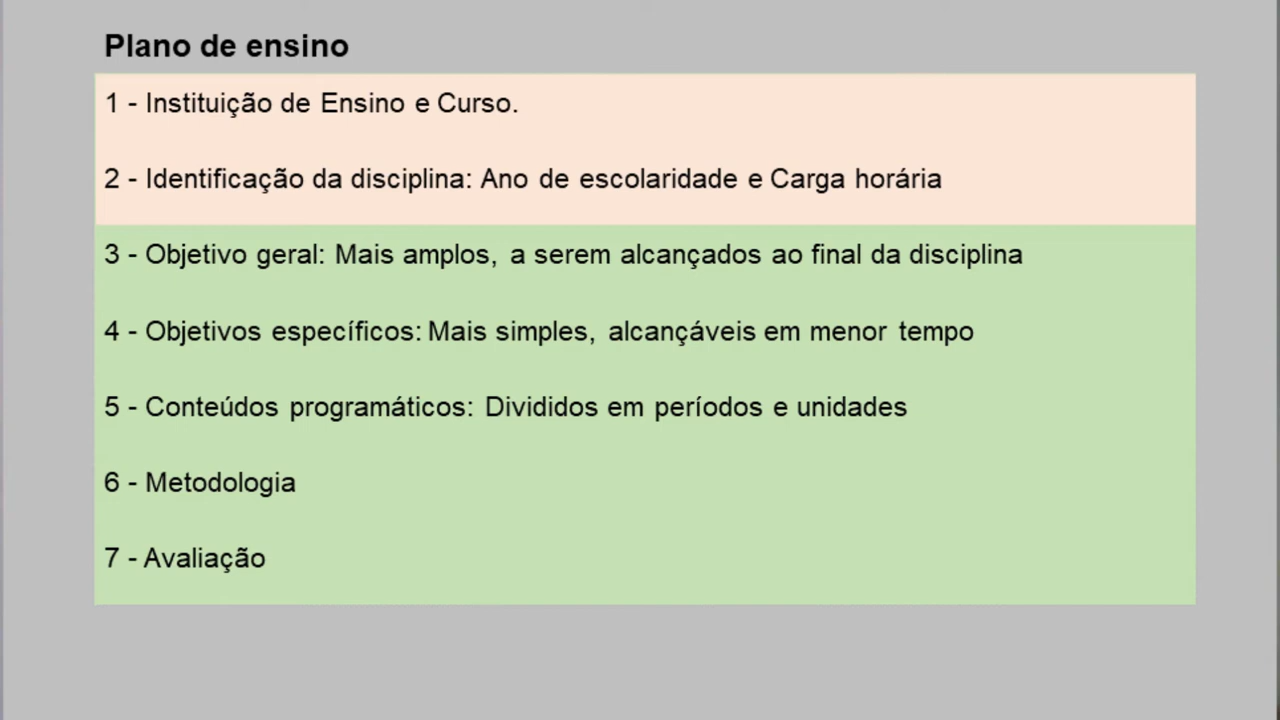 Plano de ensino
1 - Instituição de Ensino e Curso.
2 - Identificação da disciplina: Ano de escolaridade e Carga horária
3 - Objetivo geral: Mais amplos, a serem alcançados ao final da disciplina
4 - Objetivos específicos: Mais simples, alcançáveis em menor tempo
5 - Conteúdos programáticos: Divididos em períodos e unidades
6 - Metodologia
7 - Avaliação